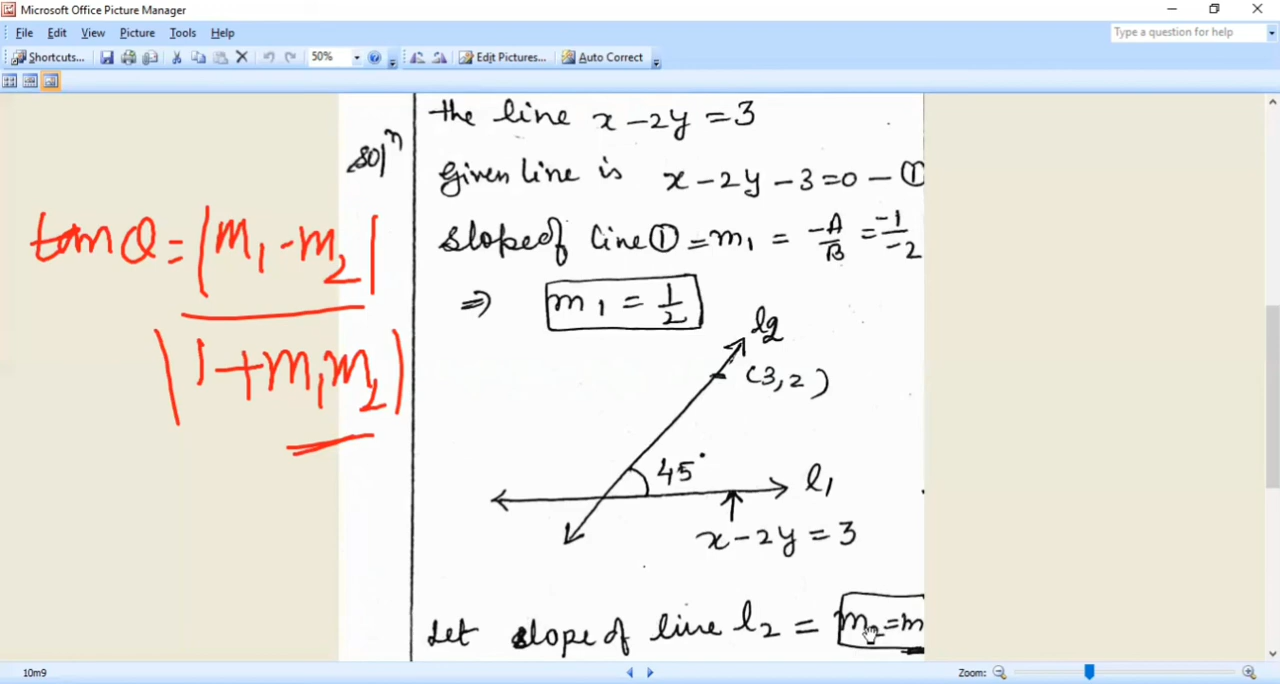 Microsoft Office Picture Manager
File Edit View Picture Tools Help
Type a question for help
Shortcuts... 50% Edit Pictures... Auto Correct
the line x - 2y = 3
solⁿ
Given line is x - 2y - 3 = 0 - ①
slope of line ① = m₁ = -A/B = -1/-2
⇒ m₁ = 1/2
tan θ = |m₁ - m₂|
|1 + m₁m₂|
l₂
(3, 2)
45°
l₁
x - 2y = 3
Let slope of line l₂ = m₂ = m
10m9
Zoom: